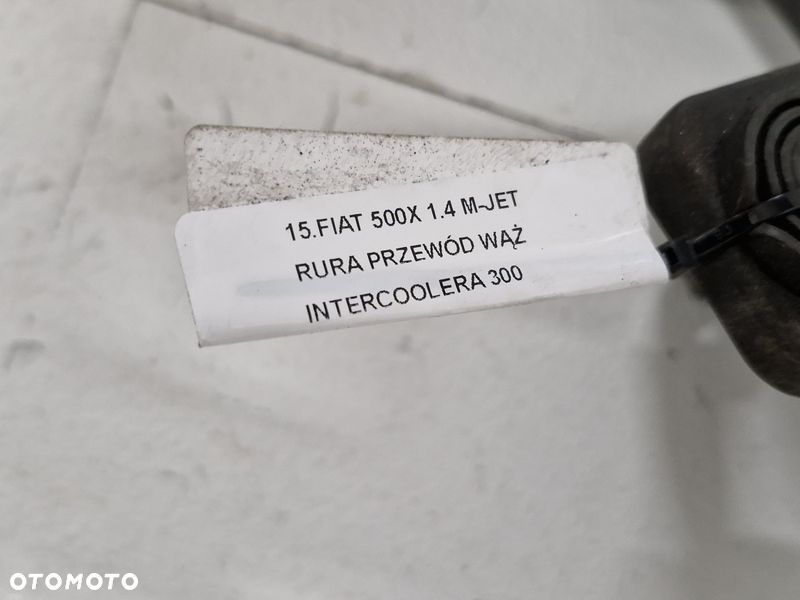 15.FIAT 500X 1.4 M-JET
RURA PRZEWÓD WĄŻ
INTERCOOLERA 300
OTOMOTO